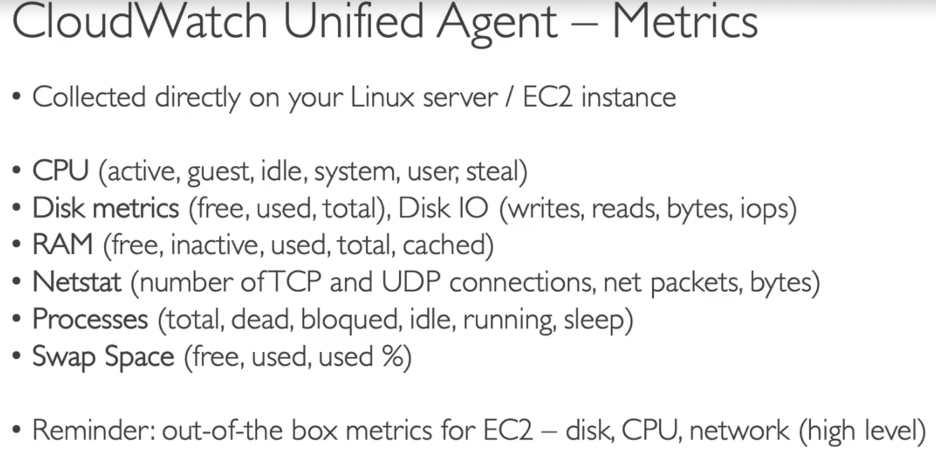 CloudWatch Unified Agent – Metrics
• Collected directly on your Linux server / EC2 instance
• CPU (active, guest, idle, system, user, steal)
• Disk metrics (free, used, total), Disk IO (writes, reads, bytes, iops)
• RAM (free, inactive, used, total, cached)
• Netstat (number of TCP and UDP connections, net packets, bytes)
• Processes (total, dead, bloqued, idle, running, sleep)
• Swap Space (free, used, used %)
• Reminder: out-of-the box metrics for EC2 – disk, CPU, network (high level)